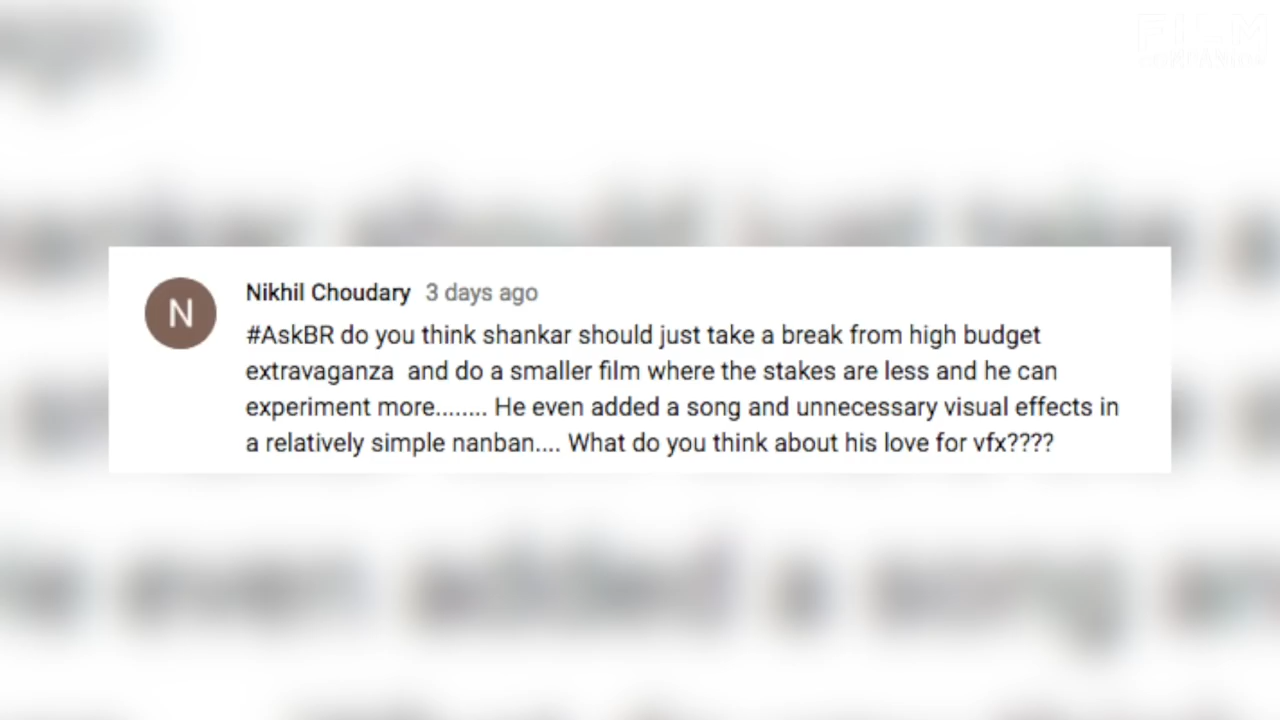 FILM
COMPANION
N
Nikhil Choudary 3 days ago
#AskBR do you think shankar should just take a break from high budget
extravaganza  and do a smaller film where the stakes are less and he can
experiment more........ He even added a song and unnecessary visual effects in
a relatively simple nanban.... What do you think about his love for vfx????